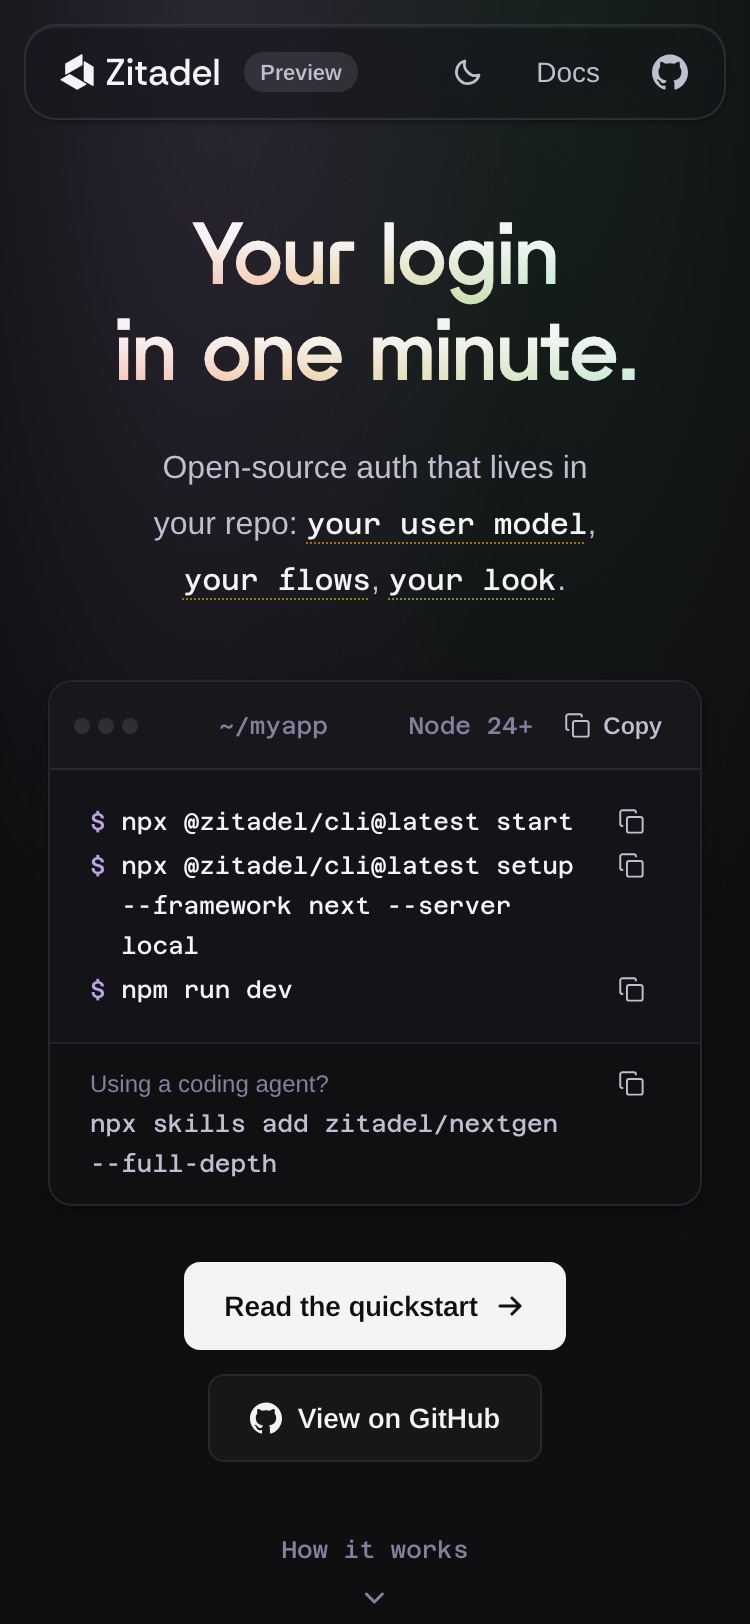 Zitadel Preview Docs
Your login
in one minute.
Open-source auth that lives in
your repo: your user model,
your flows, your look.
~/myapp Node 24+ Copy
$ npx @zitadel/cli@latest start
$ npx @zitadel/cli@latest setup
--framework next --server
local
$ npm run dev
Using a coding agent?
npx skills add zitadel/nextgen
--full-depth
Read the quickstart →
View on GitHub
How it works